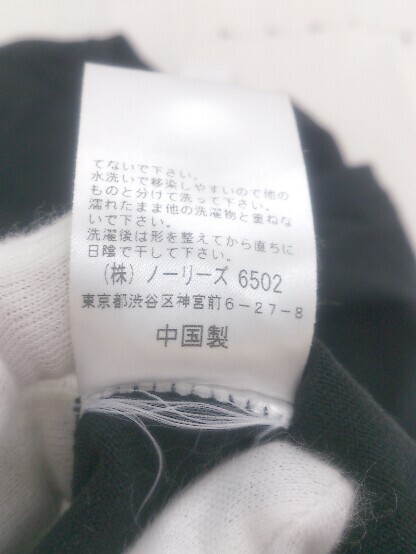 てないで下さい。
水洗いで移染しやすいので他の
ものと分けて洗って下さい。
濡れたまま他の洗濯物と重ねな
いで下さい。
洗濯後は形を整えてから直ちに
日陰で干して下さい。
(株) ノーリーズ 6502
東京都渋谷区神宮前6-27-8
中国製